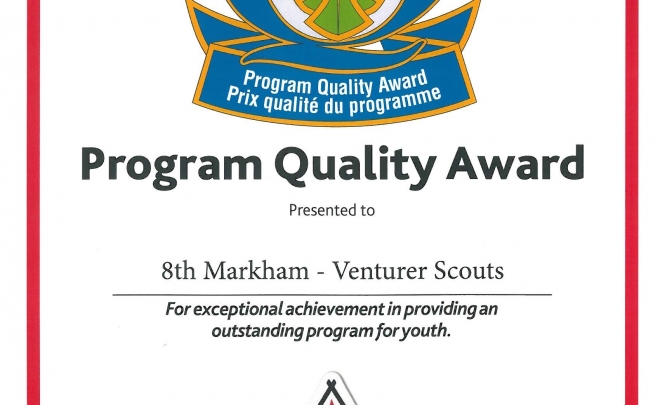 Program Quality Award
Prix qualité du programme
Program Quality Award
Presented to
8th Markham - Venturer Scouts
For exceptional achievement in providing an
outstanding program for youth.